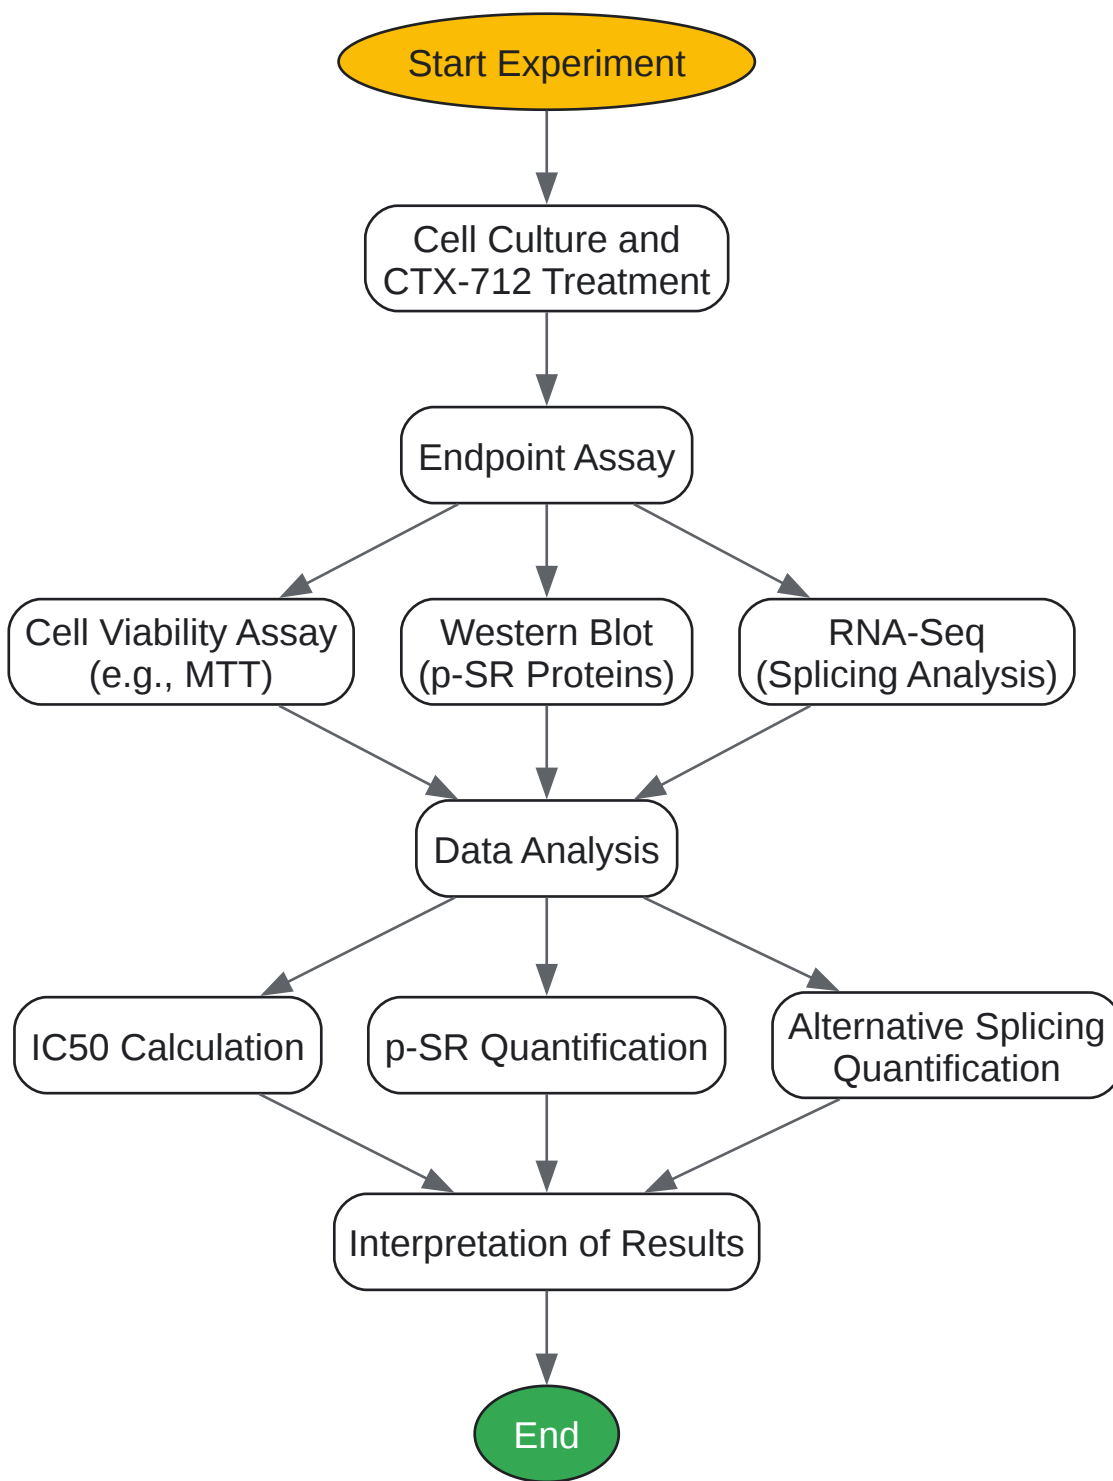 Start Experiment
Cell Culture and
CTX-712 Treatment
Endpoint Assay
Cell Viability Assay
(e.g., MTT)
Western Blot
(p-SR Proteins)
RNA-Seq
(Splicing Analysis)
Data Analysis
IC50 Calculation
p-SR Quantification
Alternative Splicing
Quantification
Interpretation of Results
End